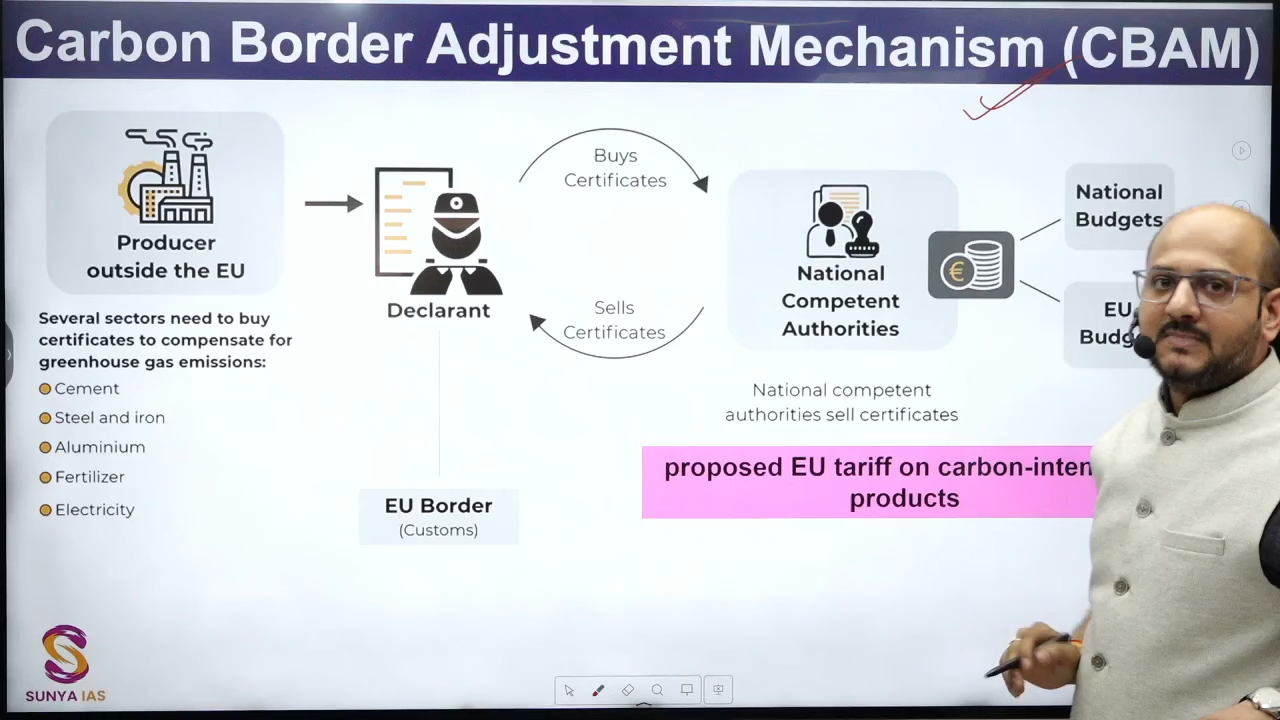 Carbon Border Adjustment Mechanism (CBAM)
Producer
outside the EU
Several sectors need to buy
certificates to compensate for
greenhouse gas emissions:
Cement
Steel and iron
Aluminium
Fertilizer
Electricity
Declarant
EU Border
(Customs)
Buys
Certificates
Sells
Certificates
National
Competent
Authorities
€
National competent
authorities sell certificates
National
Budgets
EU
proposed EU tariff on
products
SUNYA IAS